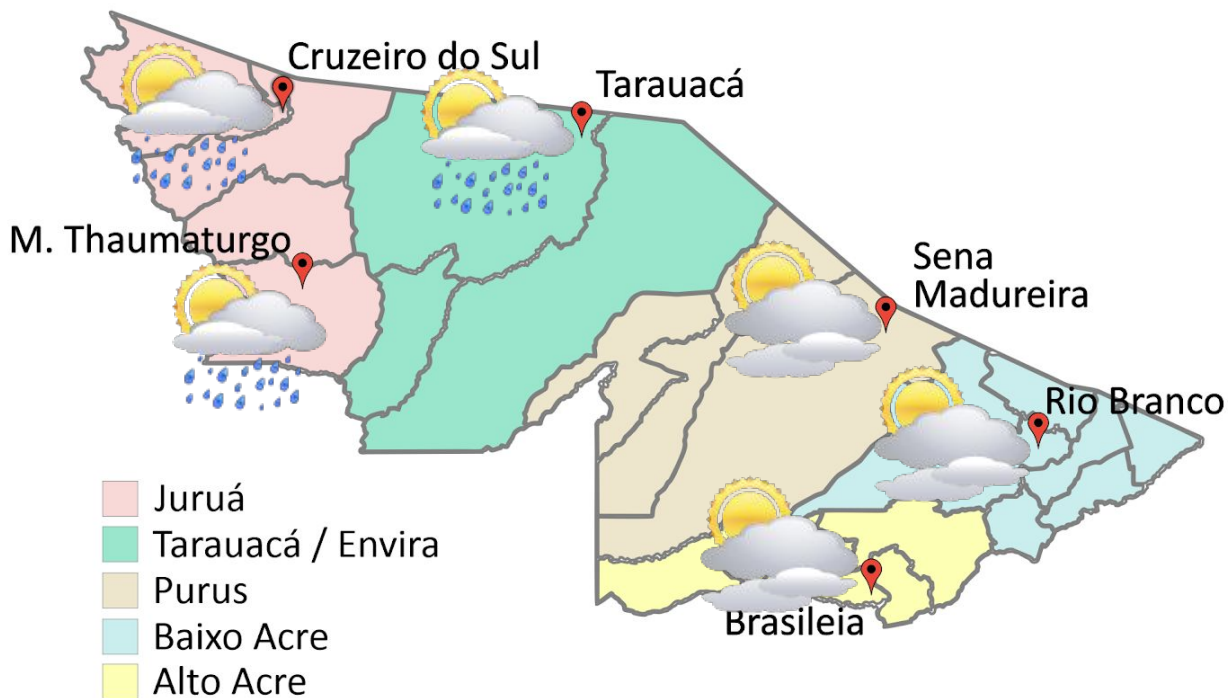 Cruzeiro do Sul
Tarauacá
M. Thaumaturgo
Sena
Madureira
Rio Branco
Brasileia
Juruá
Tarauacá / Envira
Purus
Baixo Acre
Alto Acre